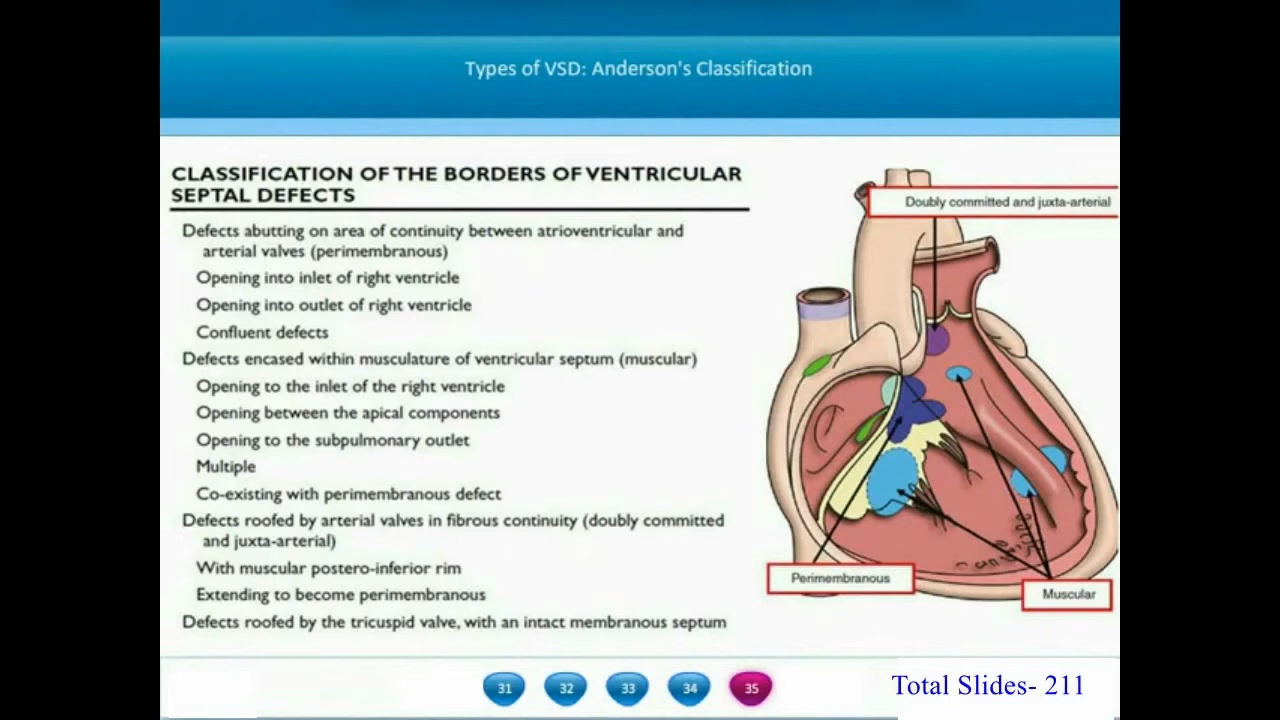 Types of VSD: Anderson's Classification
CLASSIFICATION OF THE BORDERS OF VENTRICULAR
SEPTAL DEFECTS
Defects abutting on area of continuity between atrioventricular and
arterial valves (perimembranous)
Opening into inlet of right ventricle
Opening into outlet of right ventricle
Confluent defects
Defects encased within musculature of ventricular septum (muscular)
Opening to the inlet of the right ventricle
Opening between the apical components
Opening to the subpulmonary outlet
Multiple
Co-existing with perimembranous defect
Defects roofed by arterial valves in fibrous continuity (doubly committed
and juxta-arterial)
With muscular postero-inferior rim
Extending to become perimembranous
Defects roofed by the tricuspid valve, with an intact membranous septum
Doubly committed and juxta-arterial
Perimembranous
Muscular
31 32 33 34 35
Total Slides- 211